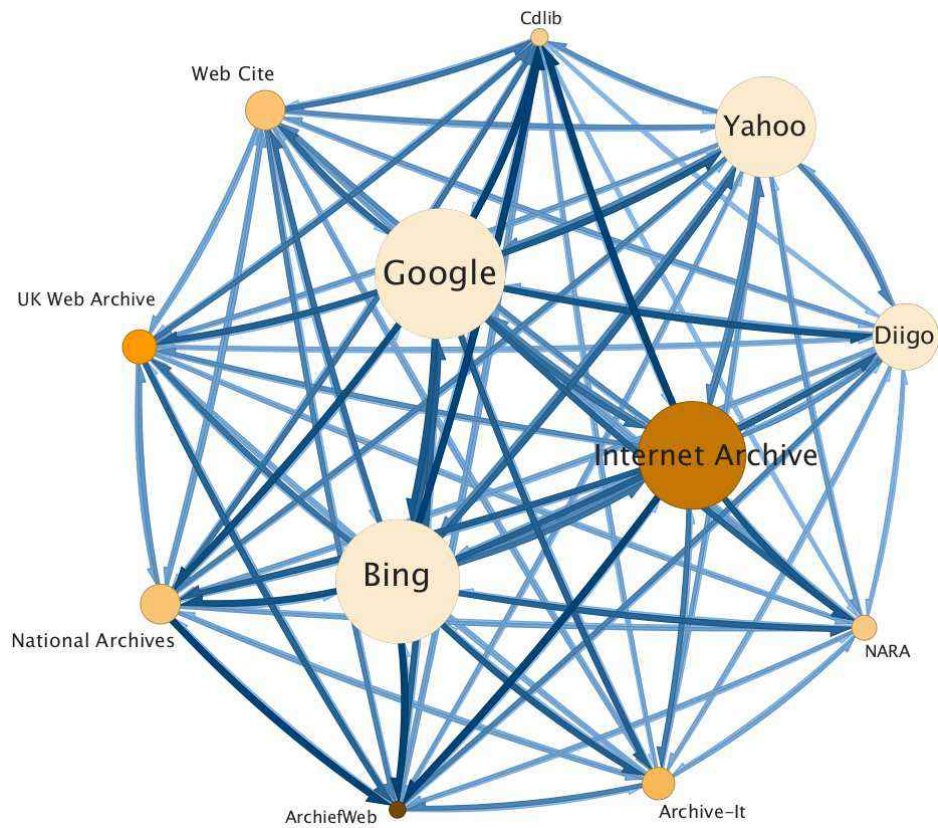 Cdlib
Web Cite
Yahoo
Google
UK Web Archive
Diigo
Internet Archive
Bing
National Archives
NARA
ArchiefWeb
Archive-It